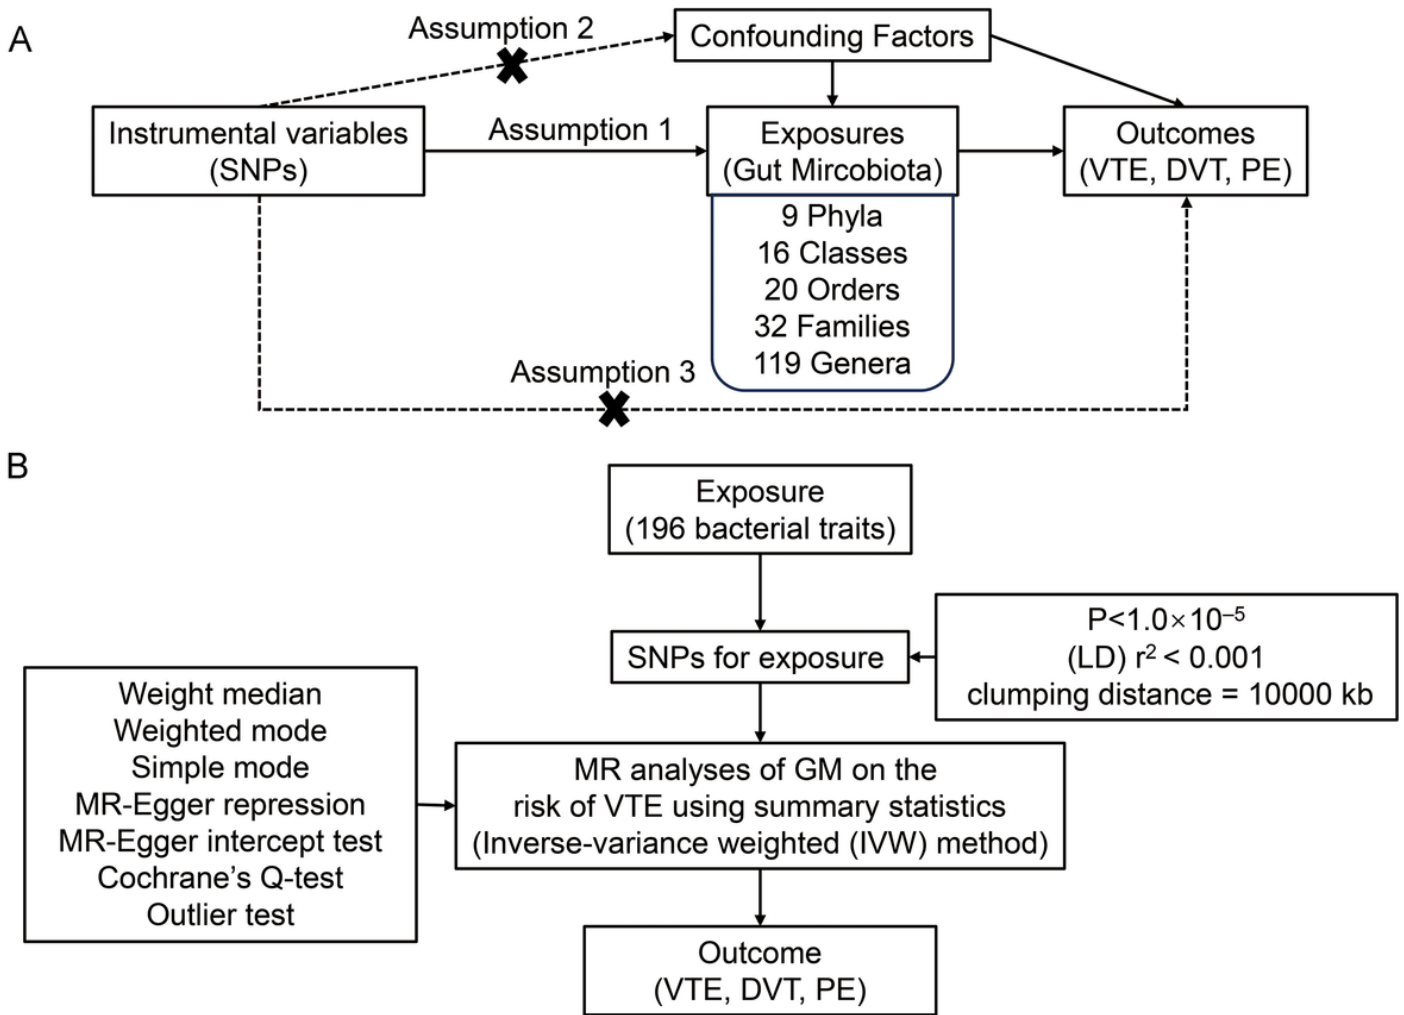 A
Assumption 2
Confounding Factors
Instrumental variables
(SNPs)
Assumption 1
Exposures
(Gut Mircobiota)
Outcomes
(VTE, DVT, PE)
9 Phyla
16 Classes
20 Orders
32 Families
119 Genera
Assumption 3
B
Exposure
(196 bacterial traits)
SNPs for exposure
P<1.0×10⁻⁵
(LD) r² < 0.001
clumping distance = 10000 kb
Weight median
Weighted mode
Simple mode
MR-Egger repression
MR-Egger intercept test
Cochrane’s Q-test
Outlier test
MR analyses of GM on the
risk of VTE using summary statistics
(Inverse-variance weighted (IVW) method)
Outcome
(VTE, DVT, PE)